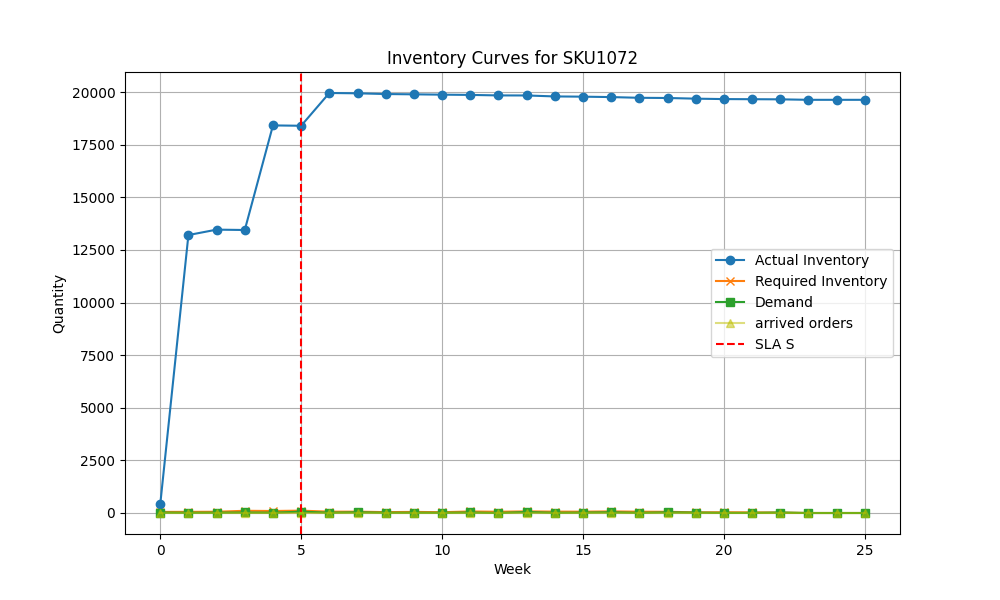 Inventory Curves for SKU1072
20000
17500
15000
12500
10000
7500
5000
2500
0
Quantity
Actual Inventory
Required Inventory
Demand
arrived orders
SLA S
0 5 10 15 20 25
Week